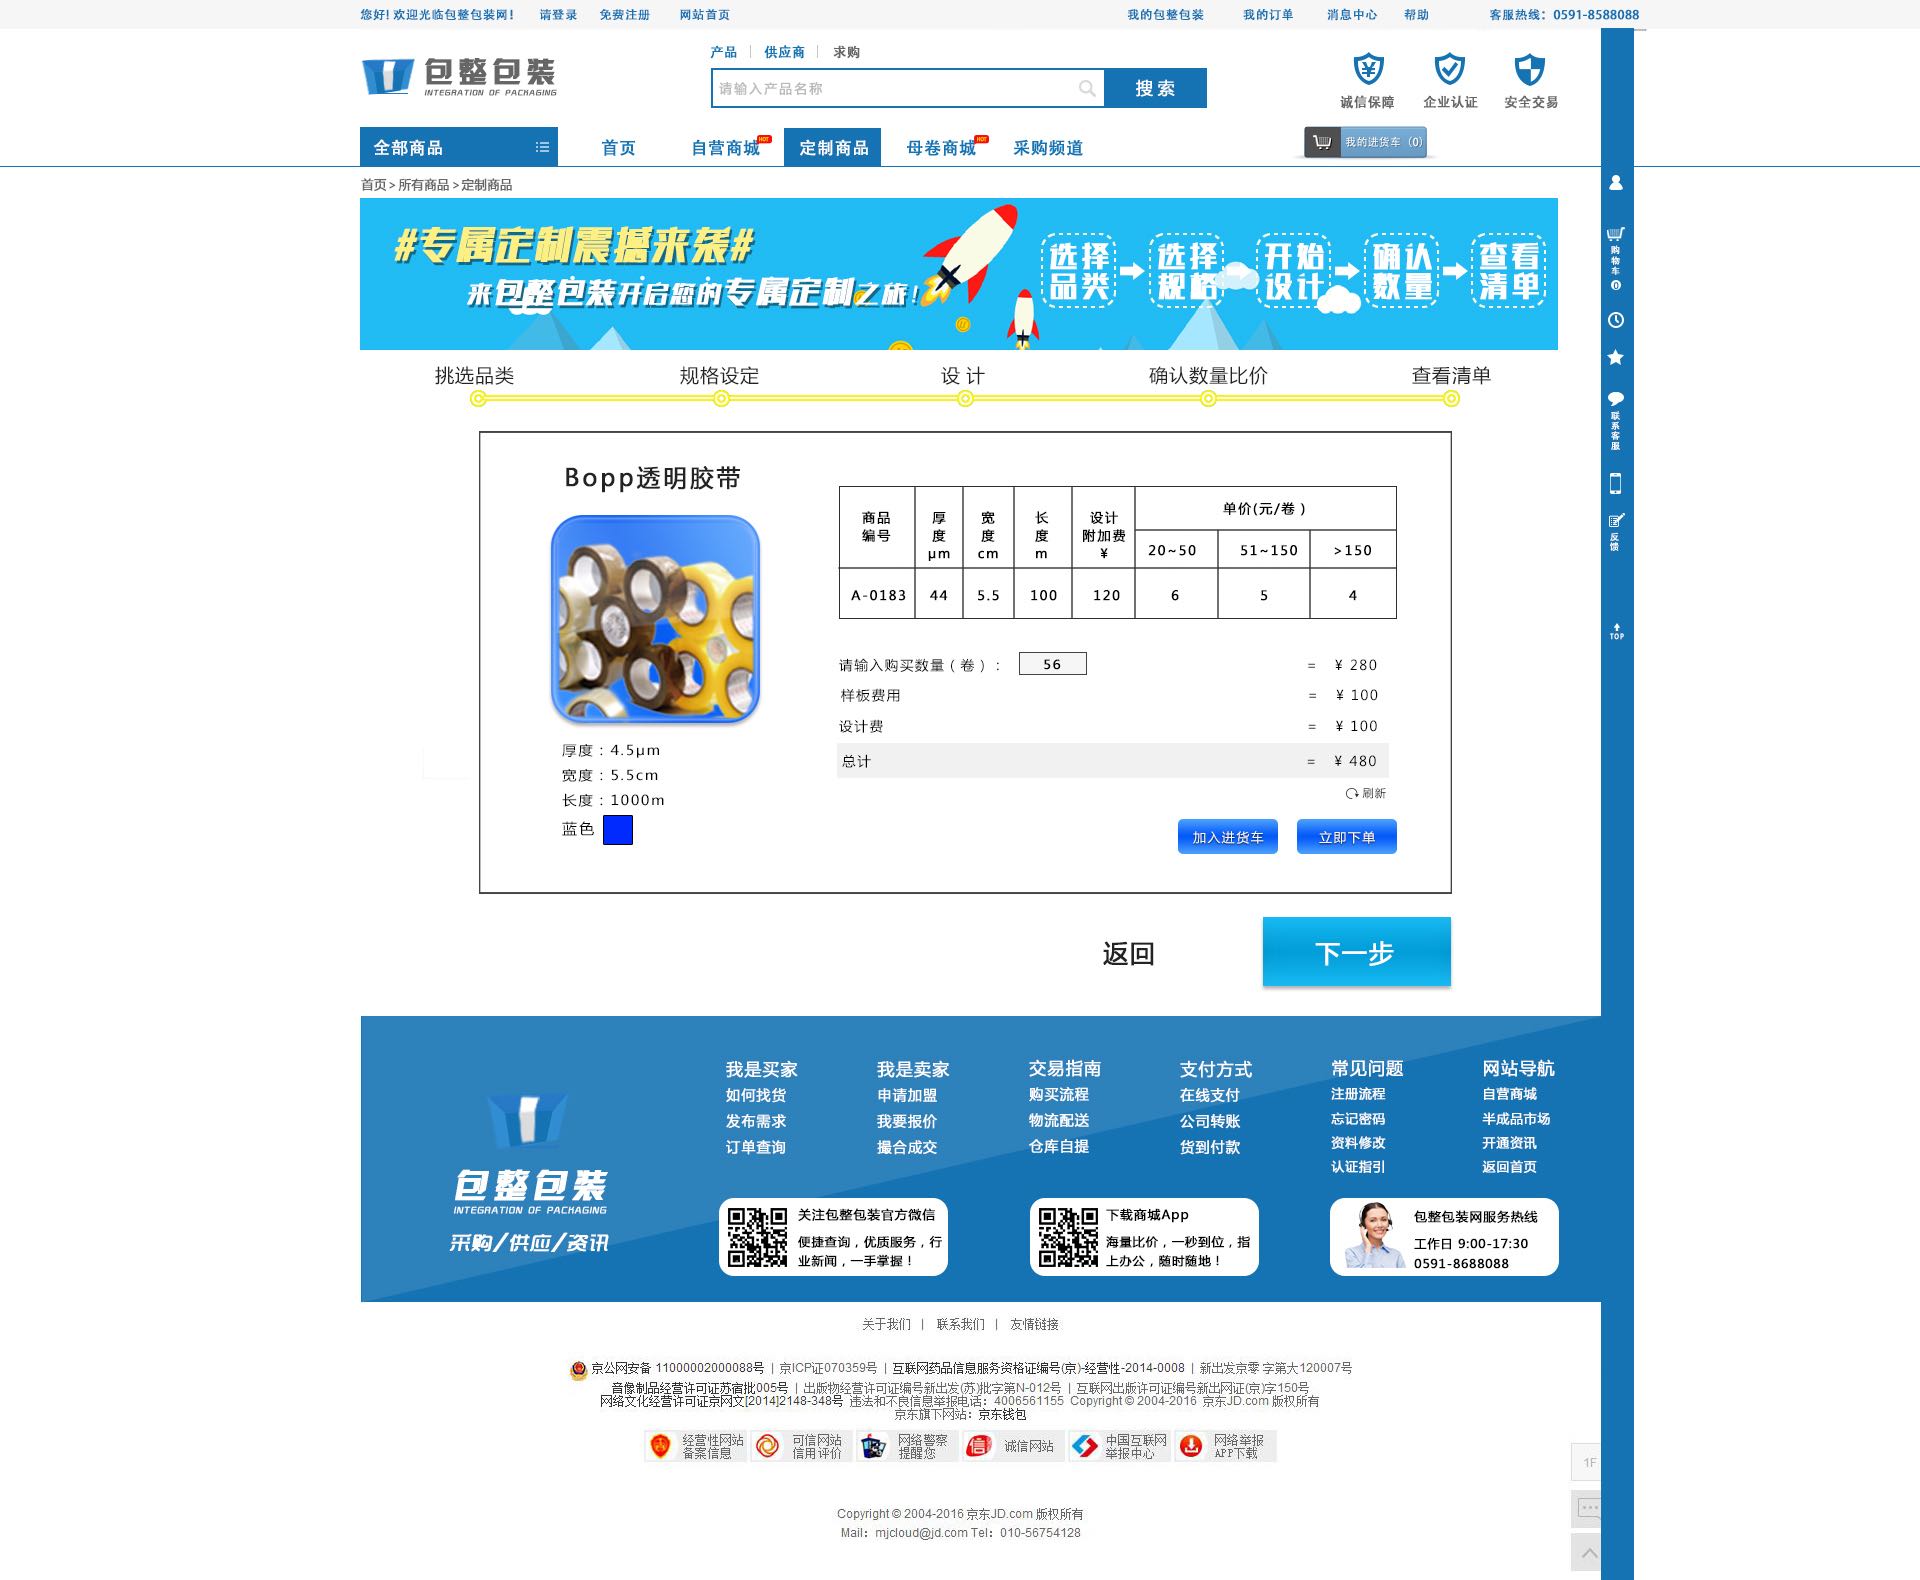 您好! 欢迎光临包整包装网! 请登录 免费注册 网站首页 我的包整包装 我的订单 消息中心 帮助 客服热线：0591-8588088
包整包装
INTEGRATION OF PACKAGING
产品 | 供应商 | 求购
请输入产品名称 搜索
诚信保障 企业认证 安全交易
全部商品 首页 自营商城 HOT 定制商品 母卷商城 HOT 采购频道 我的进货车（0）
首页 > 所有商品 > 定制商品
#专属定制震撼来袭#
来包整包装开启您的专属定制之旅!
选择品类 选择规格 开始设计 确认数量 查看清单
挑选品类 规格设定 设 计 确认数量比价 查看清单
Bopp透明胶带
商品编号 厚度μm 宽度cm 长度m 设计附加费¥ 单价(元/卷）
20~50 51~150 >150
A-0183 44 5.5 100 120 6 5 4
请输入购买数量（卷）： 56 = ¥ 280
样板费用 = ¥ 100
设计费 = ¥ 100
总计 = ¥ 480
刷新
加入进货车 立即下单
厚度：4.5μm
宽度：5.5cm
长度：1000m
蓝色
返回 下一步
购物车
0
联系客服
反馈
TOP
包整包装
INTEGRATION OF PACKAGING
采购/供应/资讯
我是买家
如何找货
发布需求
订单查询
我是卖家
申请加盟
我要报价
撮合成交
交易指南
购买流程
物流配送
仓库自提
支付方式
在线支付
公司转账
货到付款
常见问题
注册流程
忘记密码
资料修改
认证指引
网站导航
自营商城
半成品市场
开通资讯
返回首页
关注包整包装官方微信
便捷查询，优质服务，行
业新闻，一手掌握！
下载商城App
海量比价，一秒到位，指
上办公，随时随地！
包整包装网服务热线
工作日 9:00-17:30
0591-8688088
关于我们 | 联系我们 | 友情链接
京公网安备 11000002000088号 | 京ICP证070359号 | 互联网药品信息服务资格证编号(京)-经营性-2014-0008 | 新出发京零 字第大120007号
音像制品经营许可证苏宿批005号 | 出版物经营许可证编号新出发(苏)批字第N-012号 | 互联网出版许可证编号新出网证(京)字150号
网络文化经营许可证京网文[2014]2148-348号 违法和不良信息举报电话：4006561155 Copyright © 2004-2016 京东JD.com 版权所有
京东旗下网站：京东钱包
经营性网站
备案信息
可信网站
信用评价
网络警察
提醒您
信
诚信网站
中国互联网
举报中心
网络举报
APP下载
1F
Copyright © 2004-2016 京东JD.com 版权所有
Mail：mjcloud@jd.com Tel：010-56754128